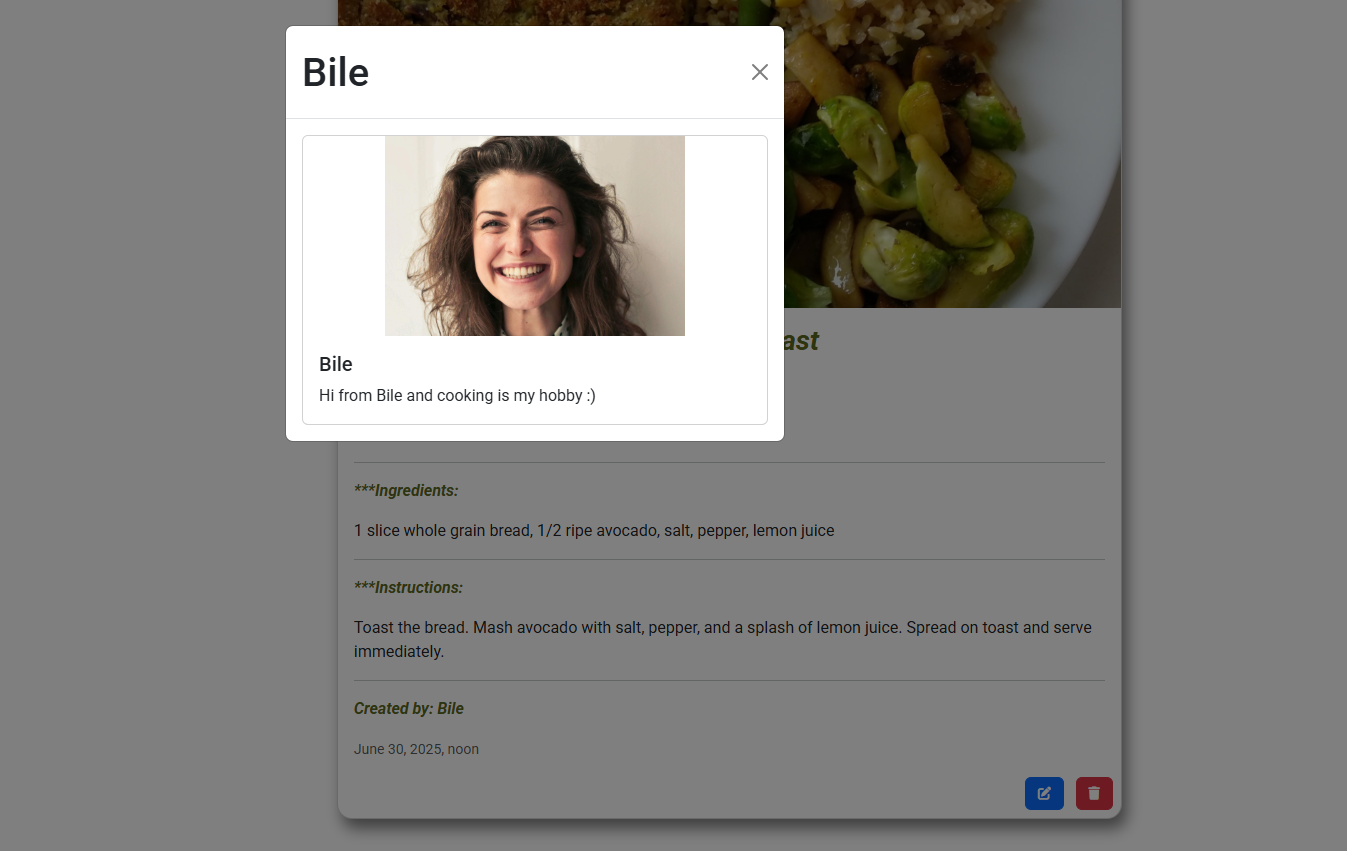 Bile
Bile
Hi from Bile and cooking is my hobby :)
ast
***Ingredients:
1 slice whole grain bread, 1/2 ripe avocado, salt, pepper, lemon juice
***Instructions:
Toast the bread. Mash avocado with salt, pepper, and a splash of lemon juice. Spread on toast and serve
immediately.
Created by: Bile
June 30, 2025, noon